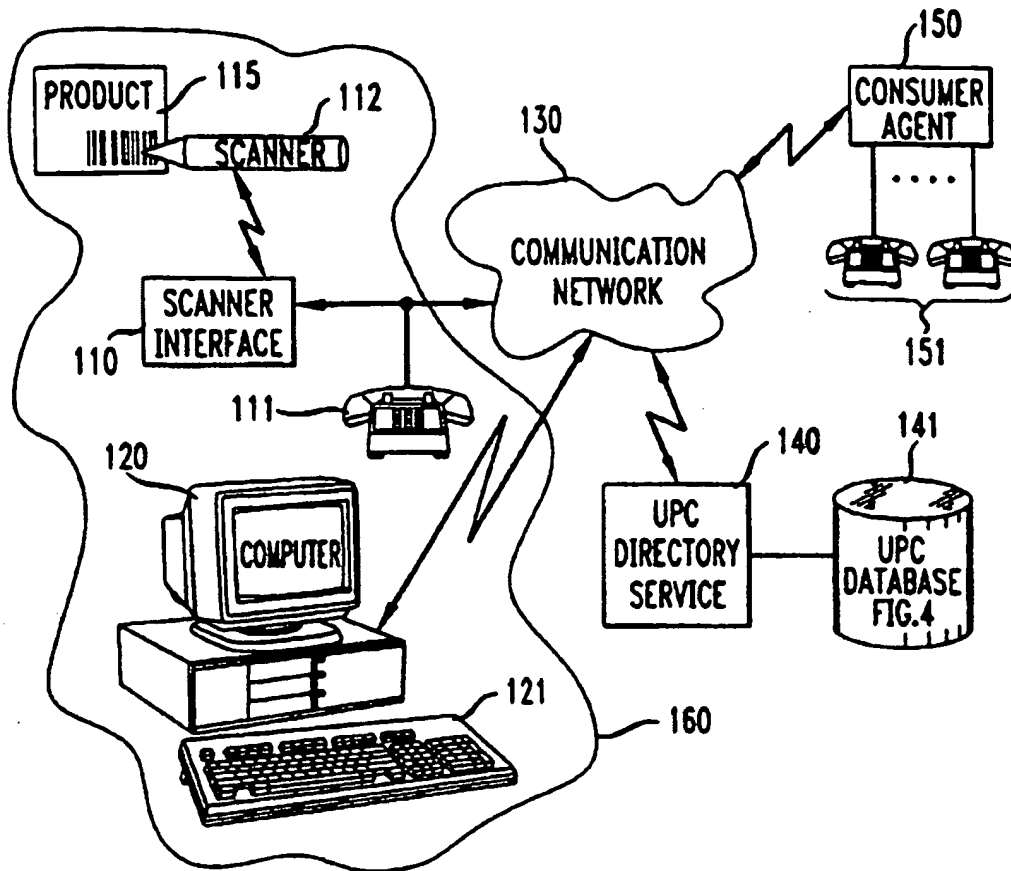 150
115
112
PRODUCT
CONSUMER
AGENT
SCANNER
130
COMMUNICATION
NETWORK
SCANNER
INTERFACE
110
151
111
120
140
141
COMPUTER
UPC
DIRECTORY
SERVICE
UPC
DATABASE
FIG.4
121
160